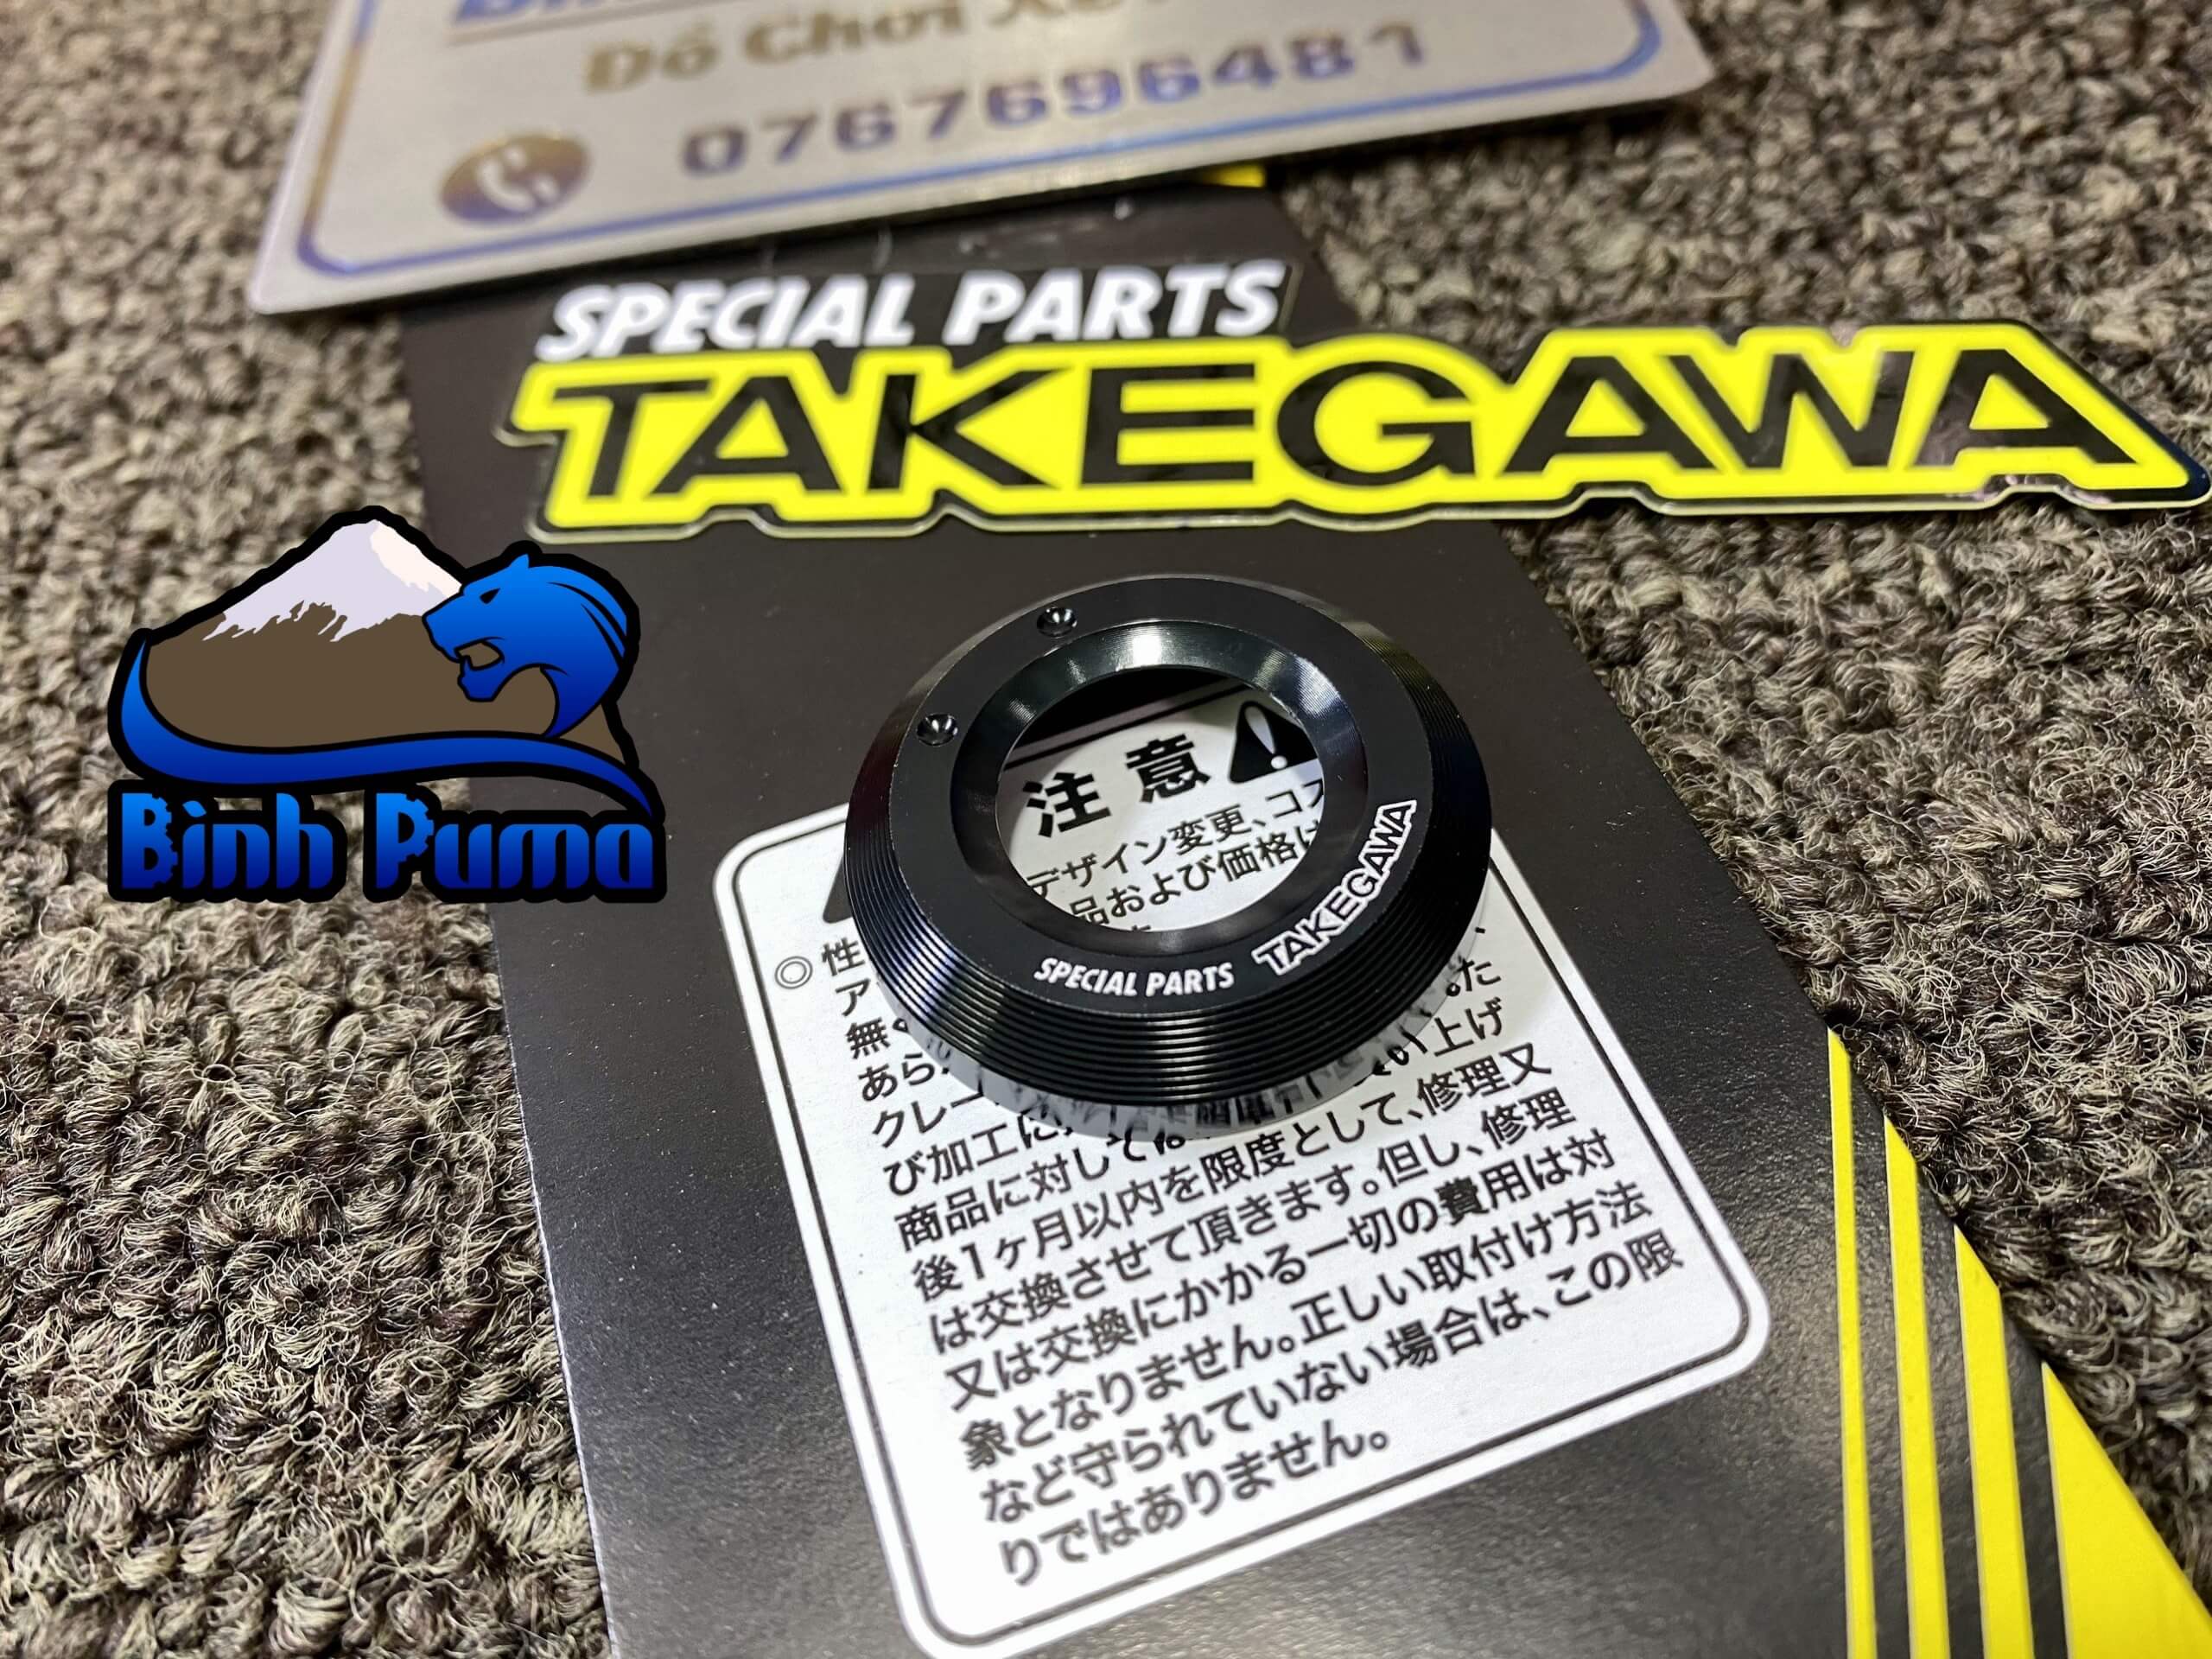 Đồ Chơi
0767696481
SPECIAL PARTS
TAKEGAWA
Bình Puma
注意
デザイン変更、コス
品および価格は
SPECIAL PARTS TAKEGAWA
◎性
ア
無
あら
た
い上げ
クレー
び加工に
商品に対しては
後1ヶ月以内を限度として、修理又
は交換させて頂きます。但し、修理
又は交換にかかる一切の費用は対
象となりません。正しい取付け方法
など守られていない場合は、この限
りではありません。